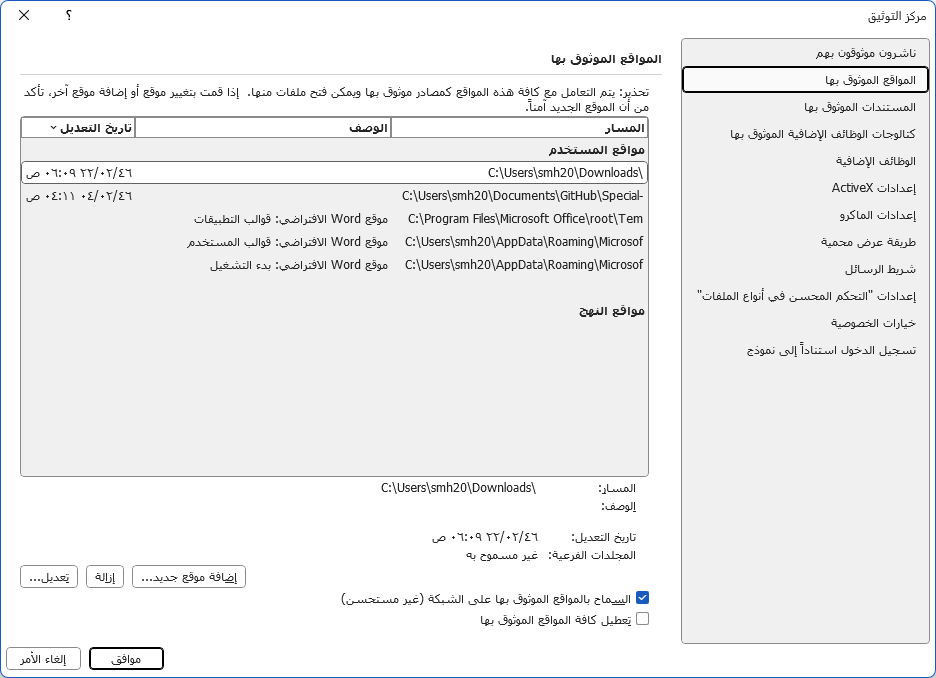 مركز التوثيق
؟
ناشرون موثوقون بهم
المواقع الموثوق بها
المستندات الموثوق بها
كتالوجات الوظائف الإضافية الموثوق بها
الوظائف الإضافية
إعدادات ActiveX
إعدادات الماكرو
طريقة عرض محمية
شريط الرسائل
إعدادات "التحكم المحسن في أنواع الملفات"
خيارات الخصوصية
تسجيل الدخول استناداً إلى نموذج
المواقع الموثوق بها
تحذير: يتم التعامل مع كافة هذه المواقع كمصادر موثوق بها ويمكن فتح ملفات منها. إذا قمت بتغيير موقع أو إضافة موقع آخر، تأكد
من أن الموقع الجديد آمناً.
المسار الوصف تاريخ التعديل
مواقع المستخدم
C:\Users\smh20\Downloads\ ٢٢/٠٢/٤٦ ٠٦:٠٩ ص
C:\Users\smh20\Documents\GitHub\Special- ٠٤/٠٢/٤٦ ٠٤:١١ ص
C:\Program Files\Microsoft Office\root\Tem موقع Word الافتراضي: قوالب التطبيقات
C:\Users\smh20\AppData\Roaming\Microsof موقع Word الافتراضي: قوالب المستخدم
C:\Users\smh20\AppData\Roaming\Microsof موقع Word الافتراضي: بدء التشغيل
مواقع النهج
المسار: C:\Users\smh20\Downloads\
الوصف:
تاريخ التعديل: ٢٢/٠٢/٤٦ ٠٦:٠٩ ص
المجلدات الفرعية: غير مسموح به
إضافة موقع جديد... إزالة تعديل...
السماح بالمواقع الموثوق بها على الشبكة (غير مستحسن)
تعطيل كافة المواقع الموثوق بها
موافق إلغاء الأمر